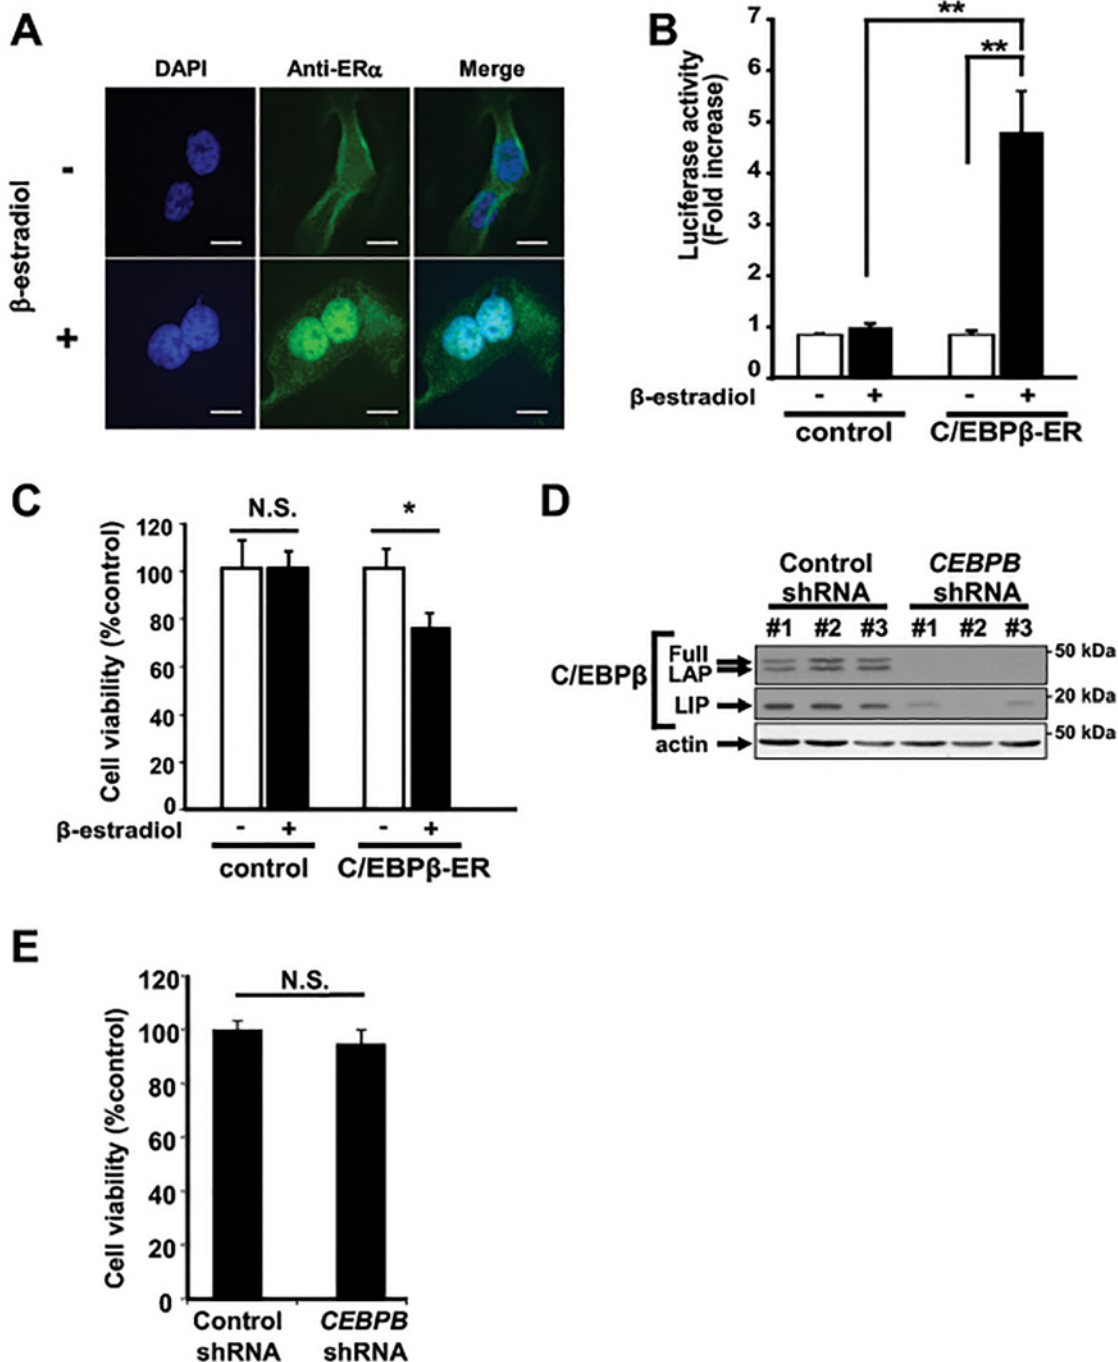 A
DAPI Anti-ERα Merge
β-estradiol
-
+
B
Luciferase activity
(Fold increase)
7
6
5
4
3
2
1
0
**
**
β-estradiol - + - +
control C/EBPβ-ER
C
Cell viability (%control)
120
100
80
60
40
20
0
N.S. *
β-estradiol - + - +
control C/EBPβ-ER
D
Control CEBPB
shRNA shRNA
#1 #2 #3 #1 #2 #3
C/EBPβ
Full
LAP
LIP
actin
50 kDa
20 kDa
50 kDa
E
Cell viability (%control)
120
100
80
60
40
20
0
N.S.
Control CEBPB
shRNA shRNA